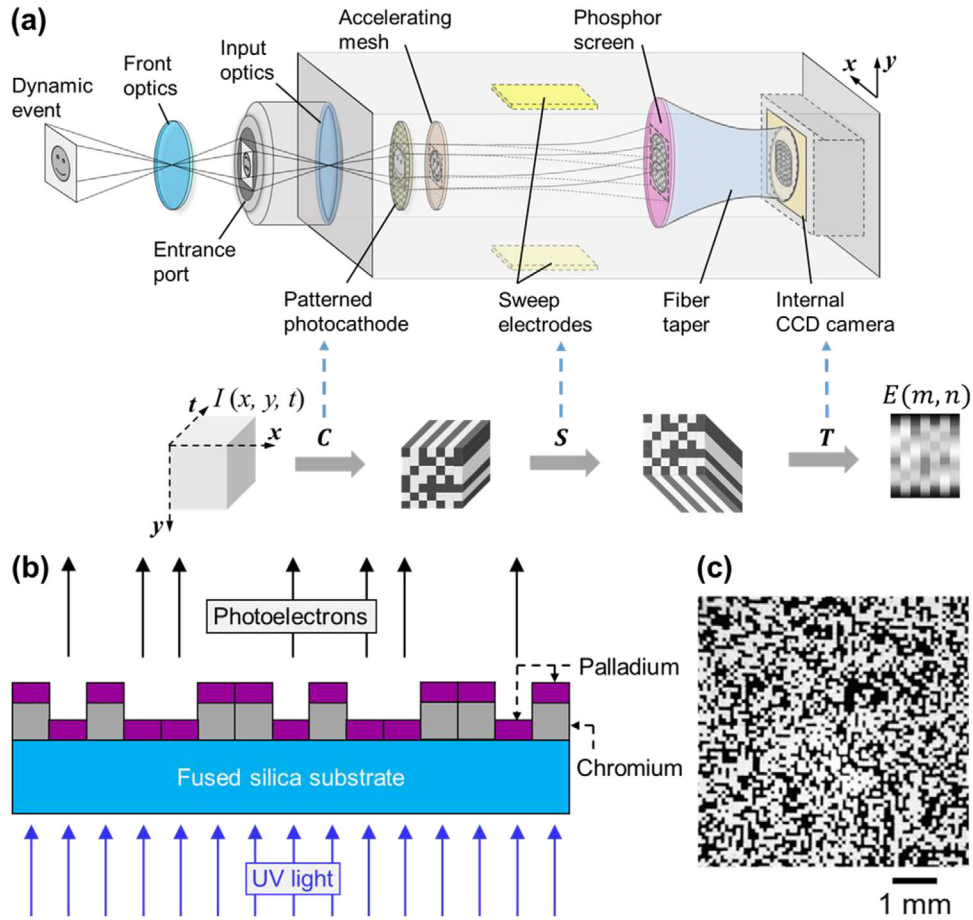 (a)
Dynamic
event
Front
optics
Input
optics
Entrance
port
Accelerating
mesh
Phosphor
screen
x
y
Patterned
photocathode
Sweep
electrodes
Fiber
taper
Internal
CCD camera
t
I (x, y, t)
x
y
C
S
T
E(m, n)
(b)
Photoelectrons
Palladium
Chromium
Fused silica substrate
UV light
(c)
1 mm